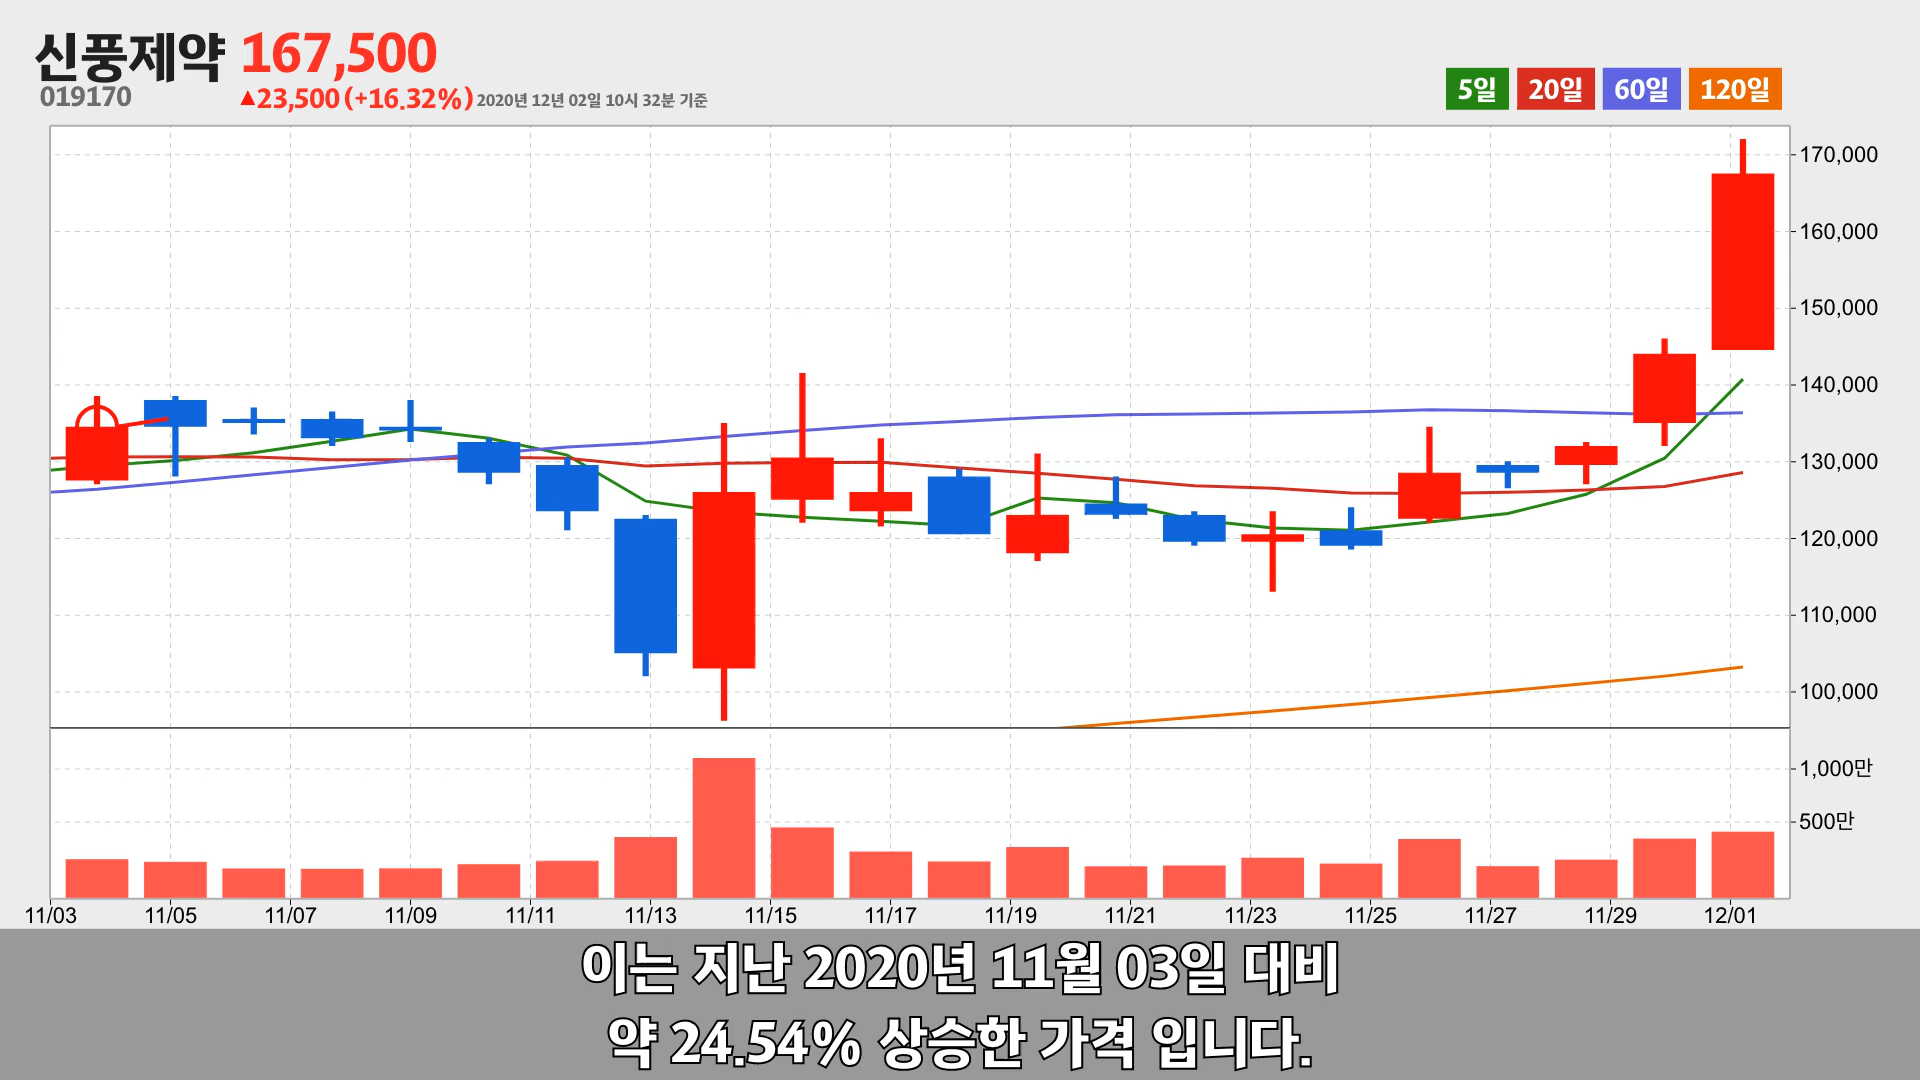 신풍제약 167,500
019170
▲23,500 (+16.32%) 2020년 12년 02일 10시 32분 기준
5일 20일 60일 120일
170,000
160,000
150,000
140,000
130,000
120,000
110,000
100,000
1,000만
500만
11/03 11/05 11/07 11/09 11/11 11/13 11/15 11/17 11/19 11/21 11/23 11/25 11/27 11/29 12/01
이는 지난 2020년 11월 03일 대비
약 24.54% 상승한 가격 입니다.